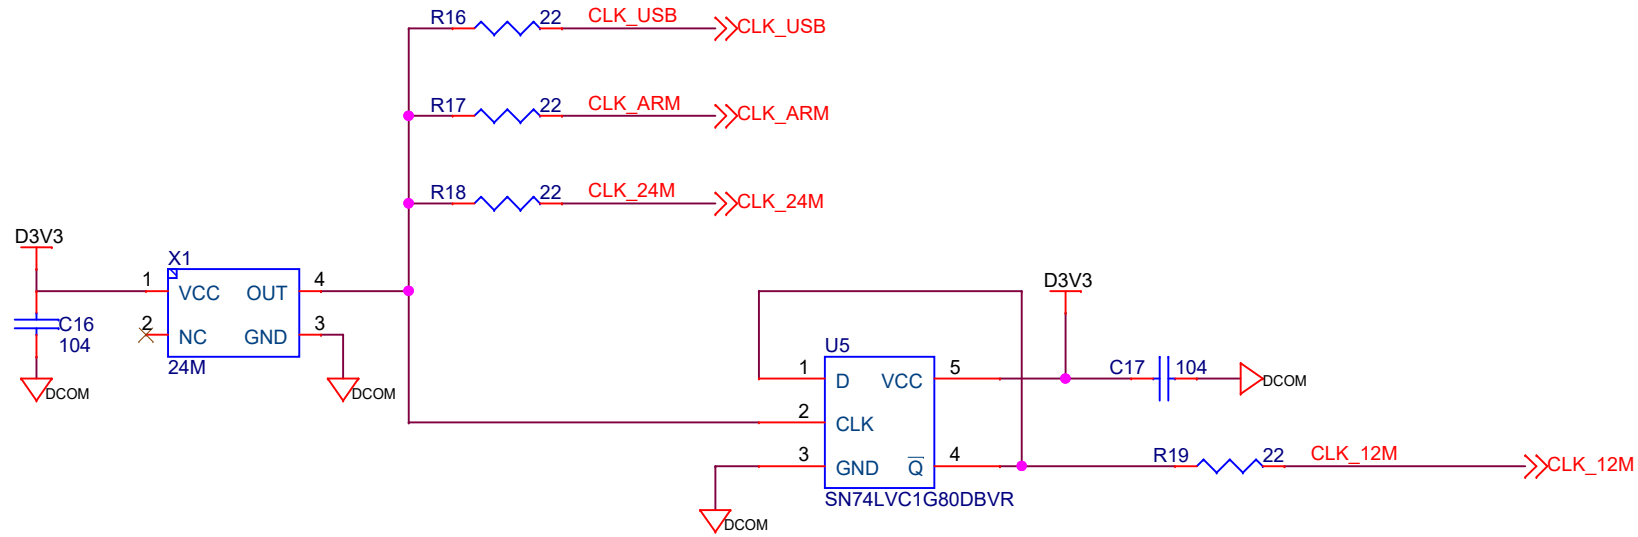 R16 22 CLK_USB CLK_USB
R17 22 CLK_ARM CLK_ARM
R18 22 CLK_24M CLK_24M
D3V3
X1
1 VCC OUT 4
2 NC GND 3
C16
104
24M
DCOM
DCOM
D3V3
U5
1 D VCC 5
C17 104
DCOM
2 CLK
3 GND Q 4
R19 22 CLK_12M CLK_12M
SN74LVC1G80DBVR
DCOM